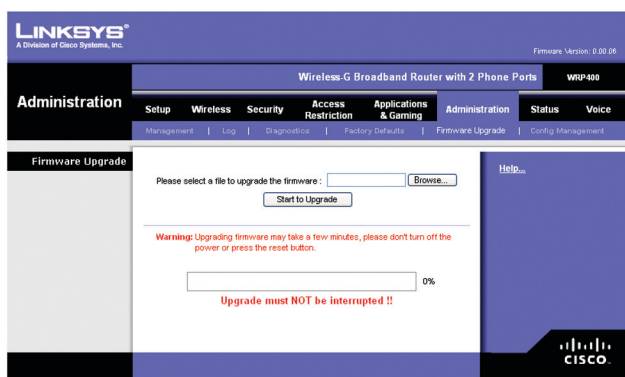 LINKSYS®
A Division of Cisco Systems, Inc.
Firmware Version: 0.00.06
Wireless-G Broadband Router with 2 Phone Ports WRP400
Administration
Setup Wireless Security Access Restriction Applications & Gaming Administration Status Voice
Management | Log | Diagnostics | Factory Defaults | Firmware Upgrade | Config Management
Firmware Upgrade
Help...
Please select a file to upgrade the firmware : Browse...
Start to Upgrade
Warning: Upgrading firmware may take a few minutes, please don't turn off the
power or press the reset button.
0%
Upgrade must NOT be interrupted !!
CISCO.